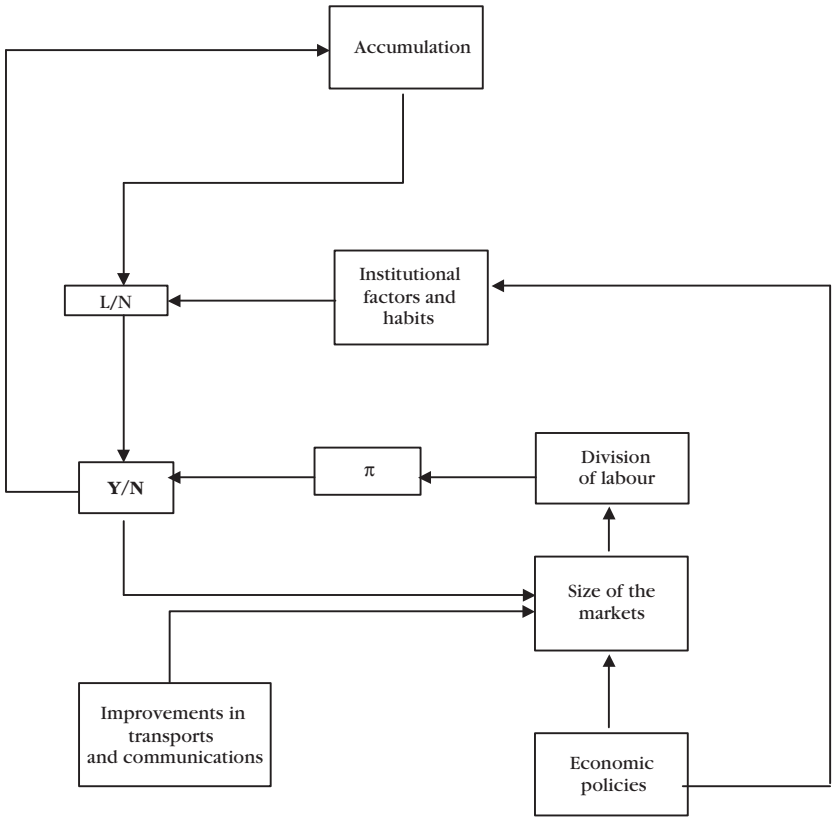 Accumulation
Institutional
factors and
habits
L/N
Division
of labour
π
Y/N
Size of the
markets
Improvements in
transports
and communications
Economic
policies